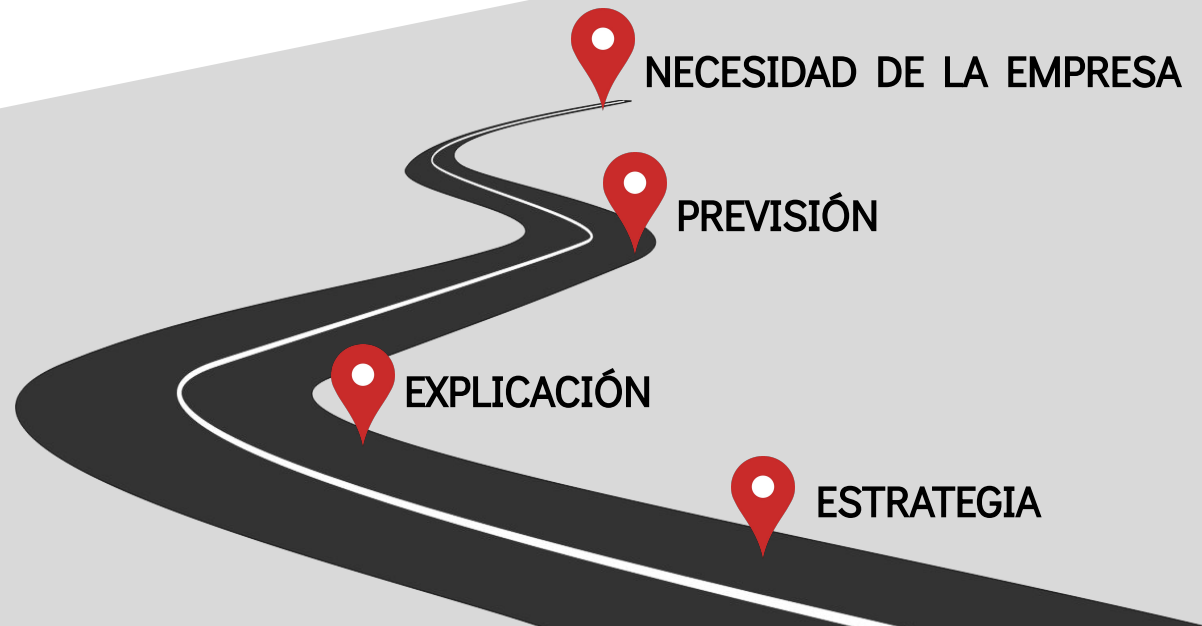 NECESIDAD DE LA EMPRESA
PREVISIÓN
EXPLICACIÓN
ESTRATEGIA